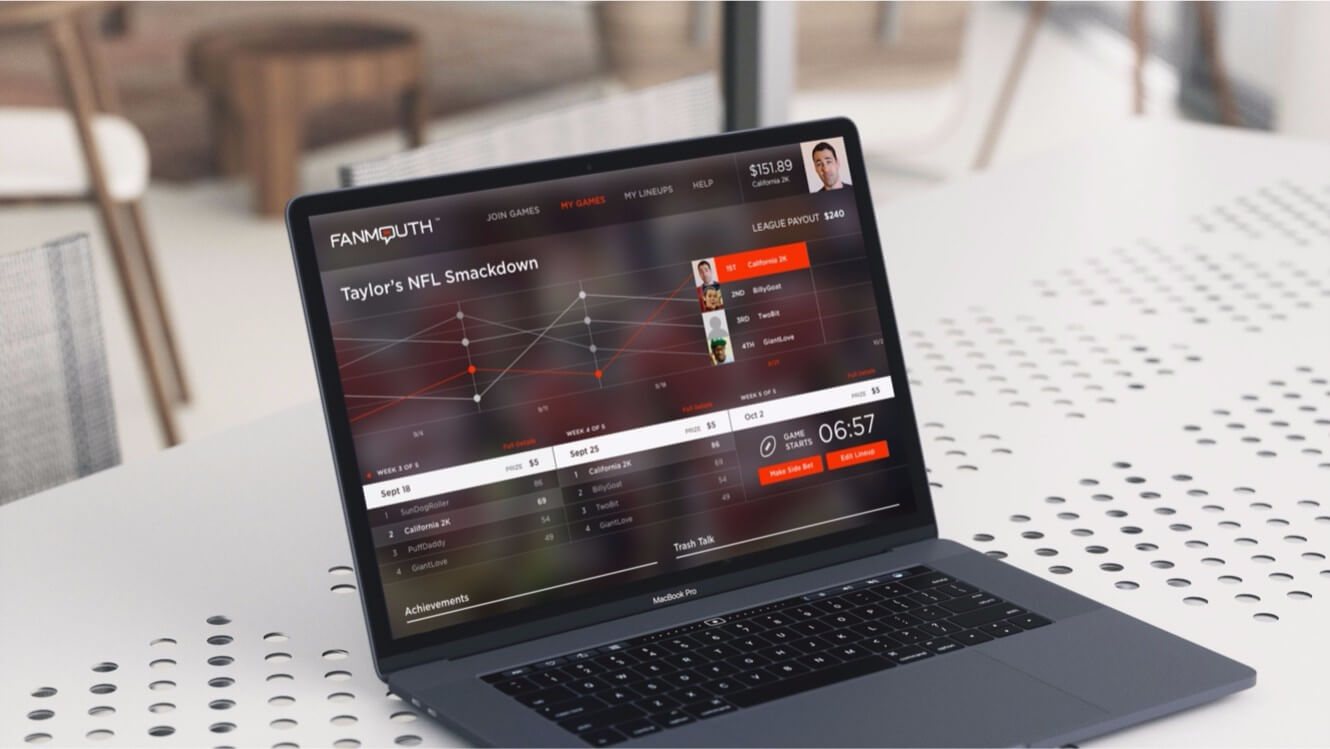 FANMOUTH™
JOIN GAMES
MY GAMES
MY LINEUPS
HELP
$151.89
California 2K
Taylor's NFL Smackdown
LEAGUE PAYOUT $240
1ST California 2K
2ND BillyGoat
3RD TwoBit
4TH GiantLove
9/4
9/11
9/18
WEEK 3 OF 5
Full Details
Sept 18
PRIZE $5
1 SunDogRoller 86
2 California 2K 69
3 PuffDaddy 54
4 GiantLove 49
WEEK 4 OF 5
Full Details
Sept 25
PRIZE $5
1 California 2K 86
2 BillyGoat 69
3 TwoBit 54
4 GiantLove 49
WEEK 5 OF 5
Full Details
Oct 2
PRIZE $5
GAME
STARTS
06:57
Make Side Bet
Edit Lineup
Achievements
Trash Talk
MacBook Pro